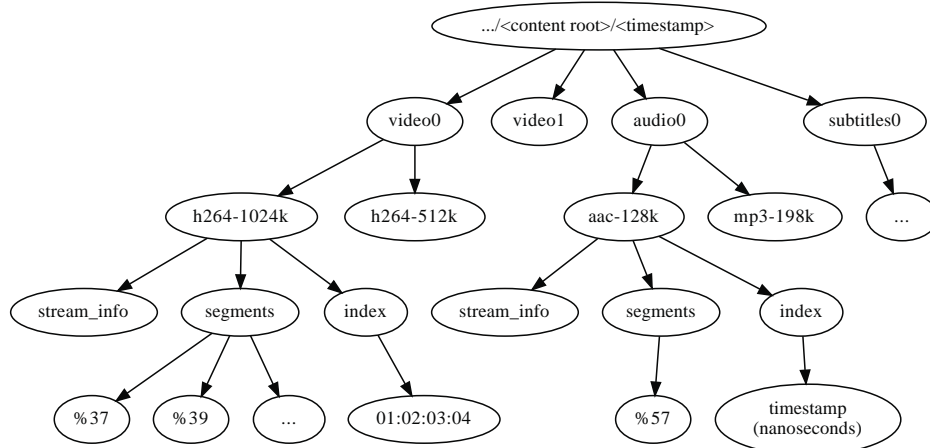 .../<content root>/<timestamp>
video0
video1
audio0
subtitles0
h264-1024k
h264-512k
aac-128k
mp3-198k
...
stream_info
segments
index
stream_info
segments
index
%37
%39
...
01:02:03:04
%57
timestamp
(nanoseconds)